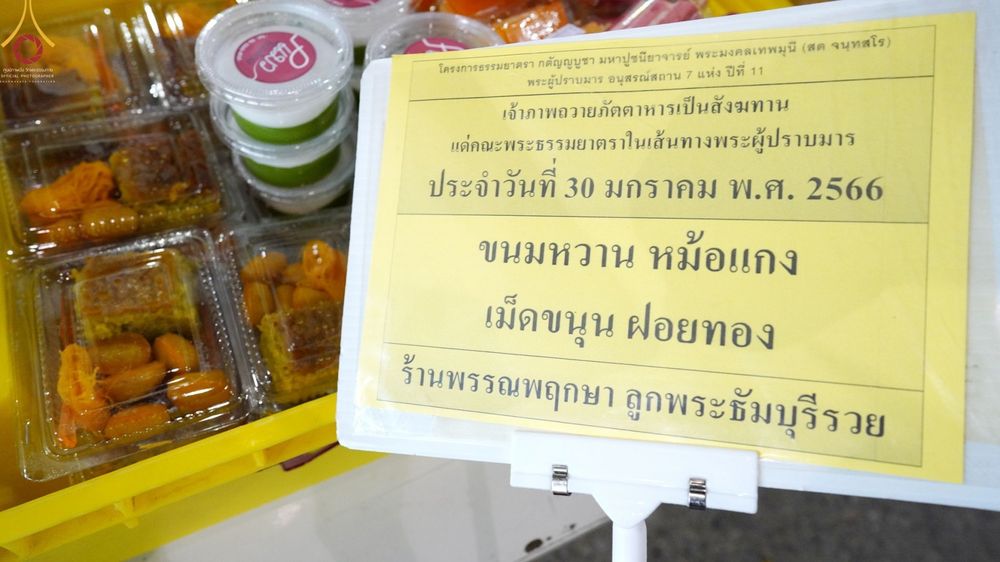 โครงการธรรมยาตรา กตัญญูบูชา มหาปูชนียาจารย์ พระมงคลเทพมุนี (สด จนฺทสโร)
พระผู้ปราบมาร อนุสรณ์สถาน 7 แห่ง ปีที่ 11
เจ้าภาพถวายภัตตาหารเป็นสังฆทาน
แด่คณะพระธรรมยาตราในเส้นทางพระผู้ปราบมาร
ประจำวันที่ 30 มกราคม พ.ศ. 2566
ขนมหวาน หม้อแกง
เม็ดขนุน ฝอยทอง
ร้านพรรณพฤกษา ลูกพระธัมบุรีรวย
OFFICIAL PHOTOGRAPHER